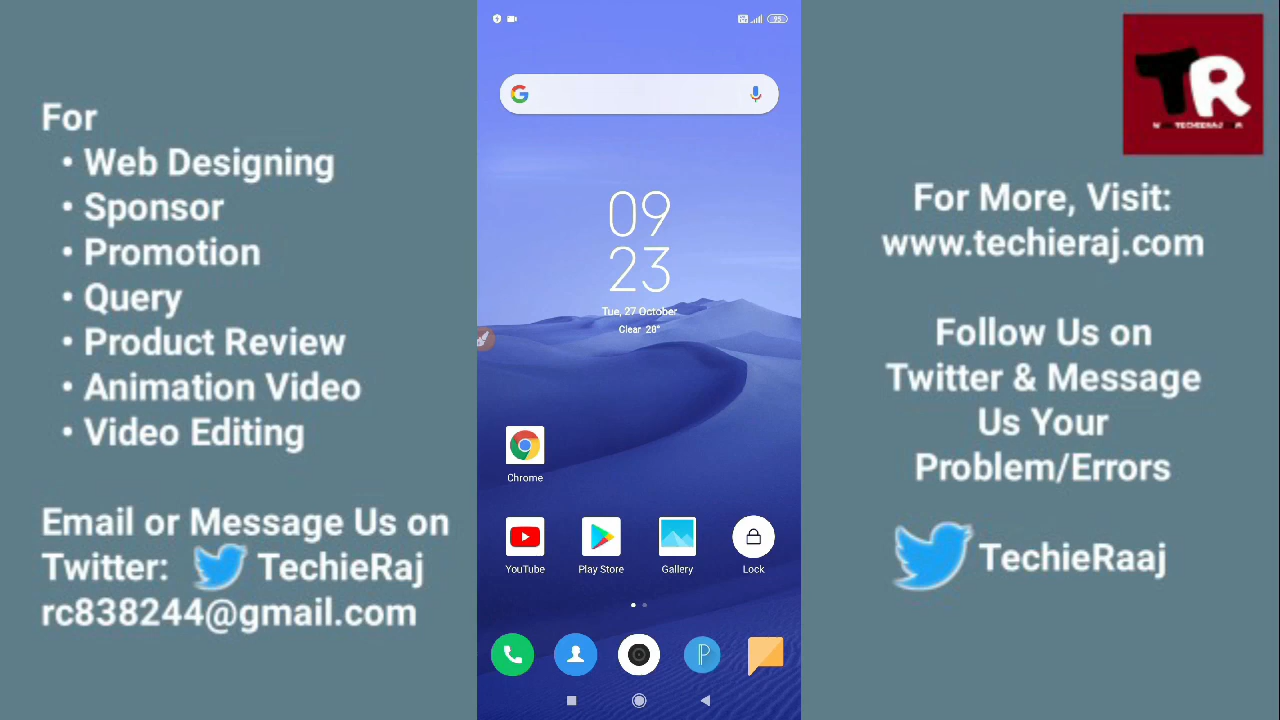 For
• Web Designing
• Sponsor
• Promotion
• Query
• Product Review
• Animation Video
• Video Editing
Email or Message Us on
Twitter: TechieRaj
rc838244@gmail.com
95
09
23
Tue, 27 October
Clear 28°
Chrome
YouTube
Play Store
Gallery
Lock
TR
For More, Visit:
www.techieraj.com
Follow Us on
Twitter & Message
Us Your
Problem/Errors
TechieRaaj